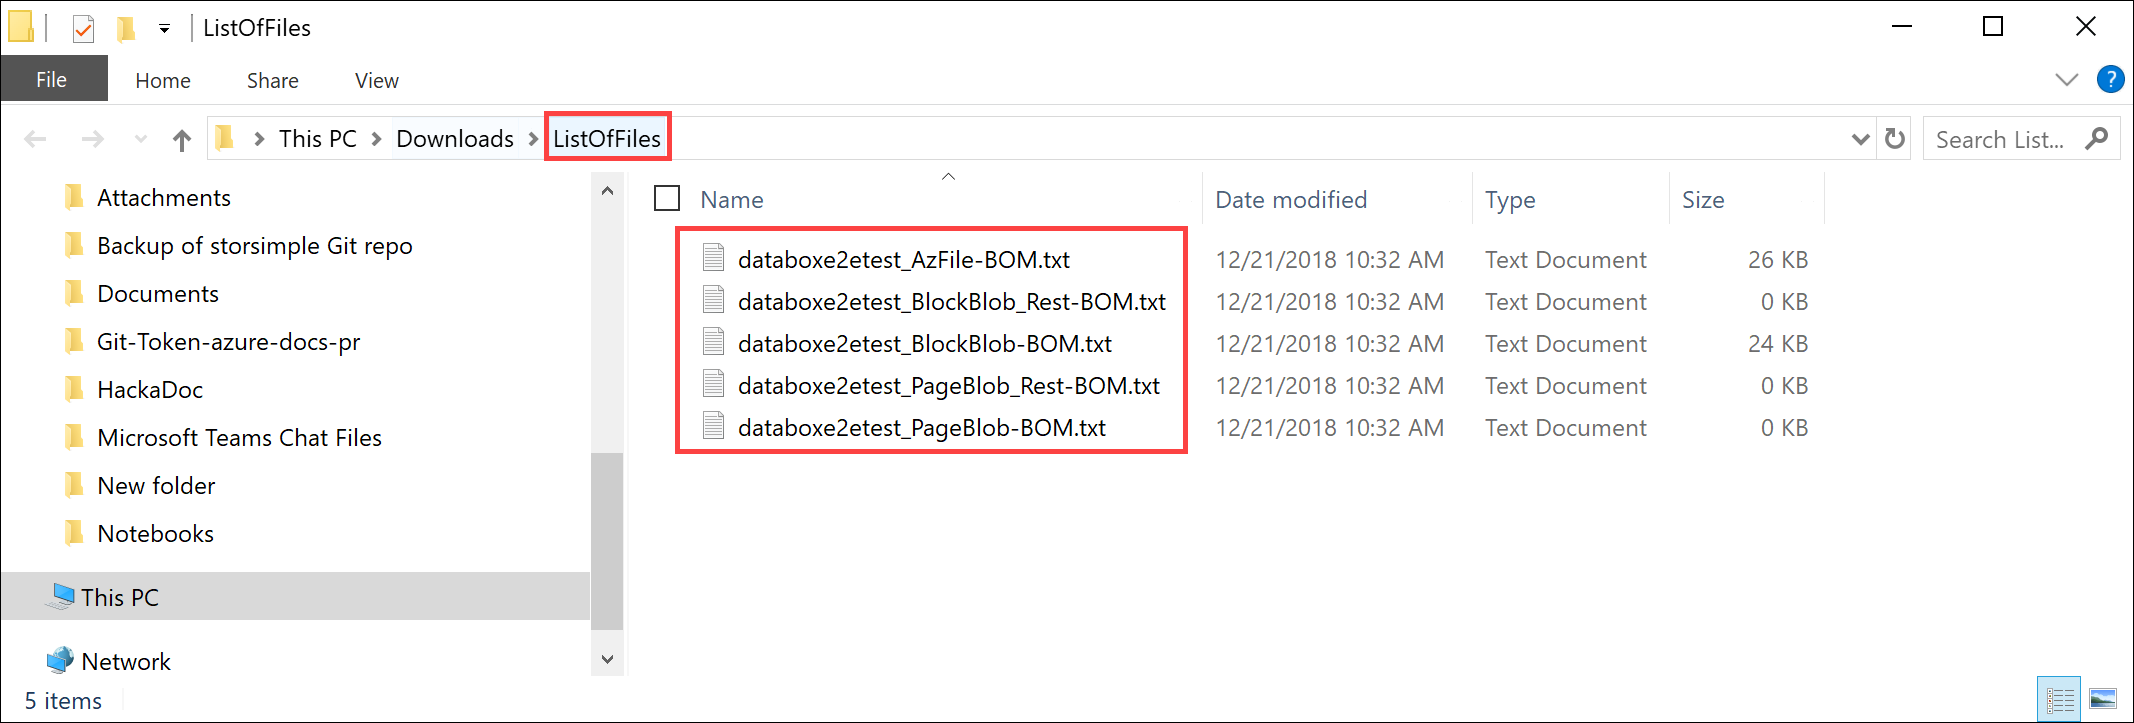 ListOfFiles
File Home Share View ?
This PC Downloads ListOfFiles Search List...
Attachments
Backup of storsimple Git repo
Documents
Git-Token-azure-docs-pr
HackaDoc
Microsoft Teams Chat Files
New folder
Notebooks
This PC
Network
Name Date modified Type Size
databoxe2etest_AzFile-BOM.txt 12/21/2018 10:32 AM Text Document 26 KB
databoxe2etest_BlockBlob_Rest-BOM.txt 12/21/2018 10:32 AM Text Document 0 KB
databoxe2etest_BlockBlob-BOM.txt 12/21/2018 10:32 AM Text Document 24 KB
databoxe2etest_PageBlob_Rest-BOM.txt 12/21/2018 10:32 AM Text Document 0 KB
databoxe2etest_PageBlob-BOM.txt 12/21/2018 10:32 AM Text Document 0 KB
5 items